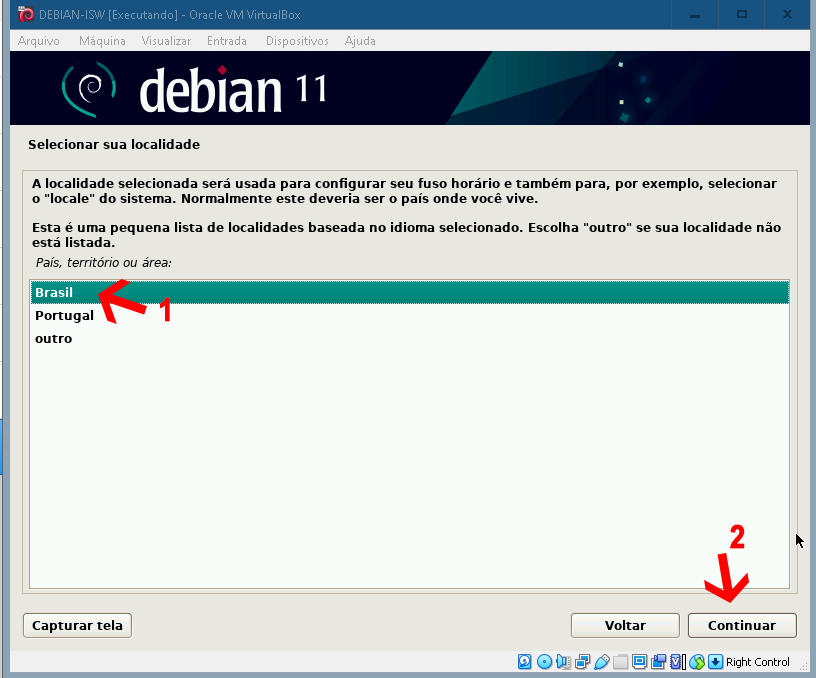 DEBIAN-ISW [Executando] - Oracle VM VirtualBox
Arquivo Máquina Visualizar Entrada Dispositivos Ajuda
debian 11
Selecionar sua localidade
A localidade selecionada será usada para configurar seu fuso horário e também para, por exemplo, selecionar
o "locale" do sistema. Normalmente este deveria ser o país onde você vive.
Esta é uma pequena lista de localidades baseada no idioma selecionado. Escolha "outro" se sua localidade não
está listada.
País, território ou área:
Brasil
1
Portugal
outro
2
Capturar tela Voltar Continuar
Right Control